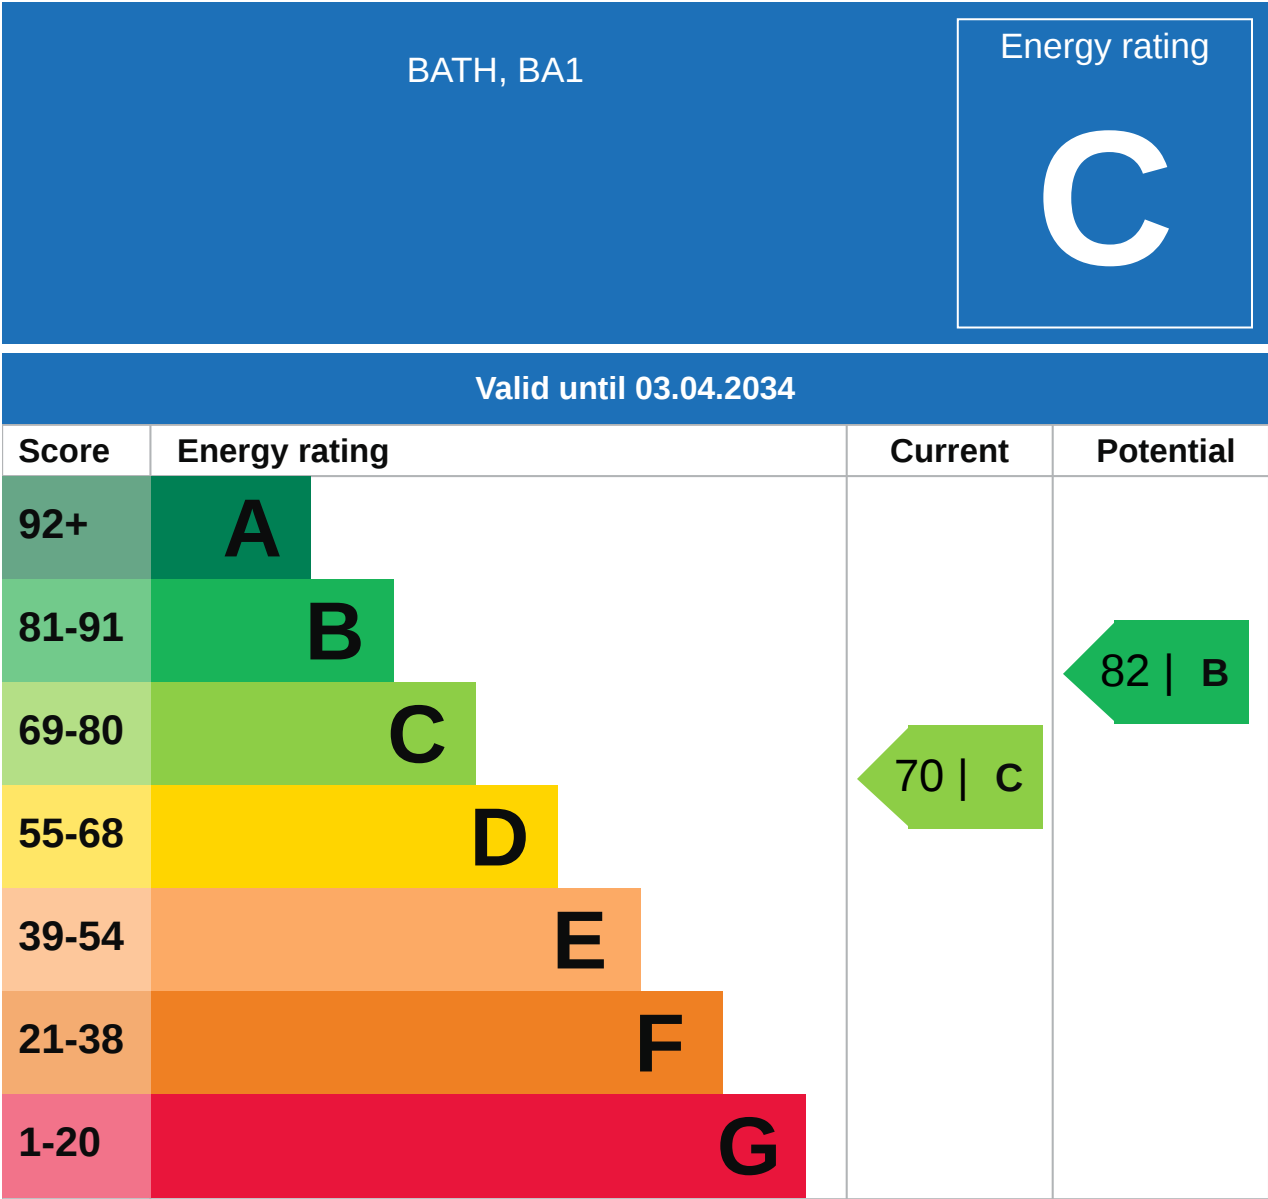 BATH, BA1
Energy rating
C
Valid until 03.04.2034
Score Energy rating Current Potential
92+ A
81-91 B
82 | B
69-80 C
70 | C
55-68 D
39-54 E
21-38 F
1-20 G